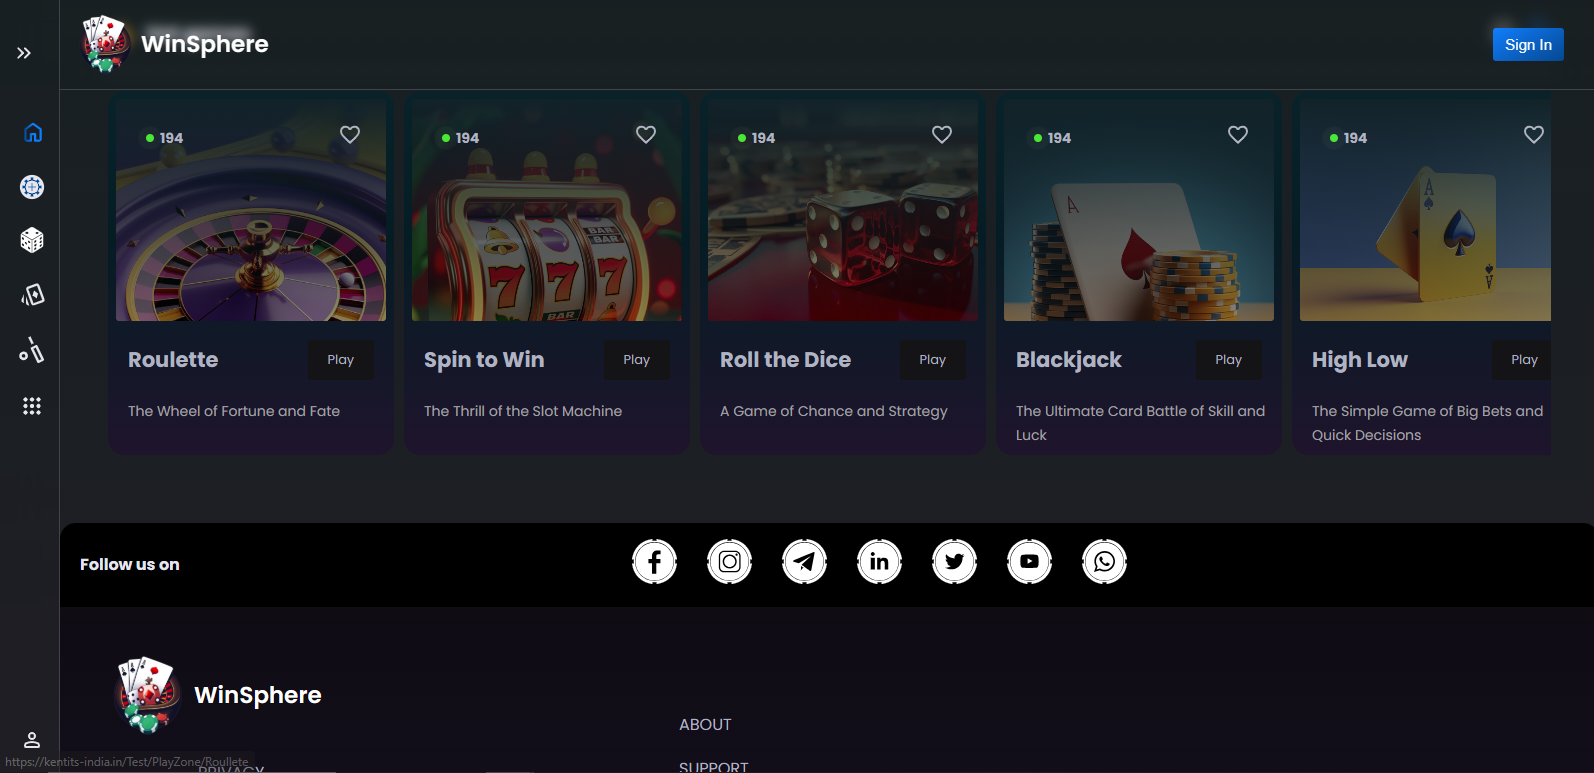 WinSphere
Sign In
194
194
194
194
194
Roulette
Play
Spin to Win
Play
Roll the Dice
Play
Blackjack
Play
High Low
Play
The Wheel of Fortune and Fate
The Thrill of the Slot Machine
A Game of Chance and Strategy
The Ultimate Card Battle of Skill and
Luck
The Simple Game of Big Bets and
Quick Decisions
Follow us on
WinSphere
ABOUT
SUPPORT
PRIVACY
https://kentits-india.in/Test/PlayZone/Roullete